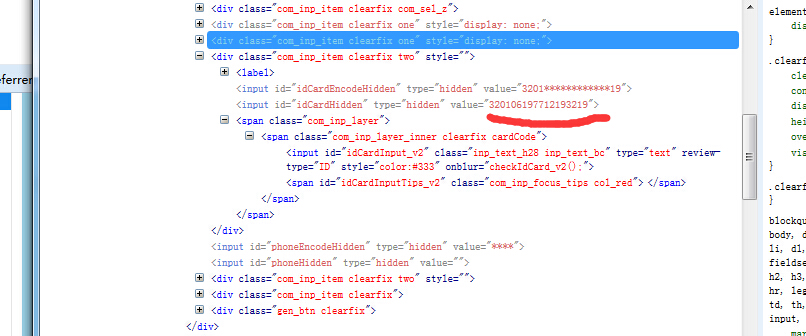 <div class="com_inp_item clearfix com_sel_z">
<div class="com_inp_item clearfix one" style="display: none;">
<div class="com_inp_item clearfix one" style="display: none;">
<div class="com_inp_item clearfix two" style="">
<label>
<input id="idCardEncodeHidden" type="hidden" value="3201************19">
<input id="idCardHidden" type="hidden" value="320106197712193219">
<span class="com_inp_layer">
<span class="com_inp_layer_inner clearfix cardCode">
<input id="idCardInput_v2" class="inp_text_h28 inp_text_bc" type="text" review-
type="ID" style="color:#333" onblur="checkIdCard_v2();">
<span id="idCardInputTips_v2" class="com_inp_focus_tips col_red"> </span>
</span>
</span>
</div>
<input id="phoneEncodeHidden" type="hidden" value="****">
<input id="phoneHidden" type="hidden" value="">
<div class="com_inp_item clearfix two" style="">
<div class="com_inp_item clearfix">
<div class="gen_btn clearfix">
</div>
eferrer
element
di
}
.clearf
cle
con
dis
hei
ove
vis
}
.clearf
}
blockqu
body, d
li, dl,
fieldse
h2, h3,
hr, leg
td, th,
input,
mar